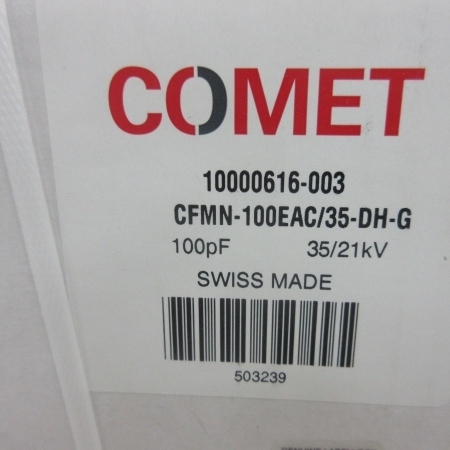 COMET
10000616-003
CFMN-100EAC/35-DH-G
100pF 35/21kV
SWISS MADE
503239